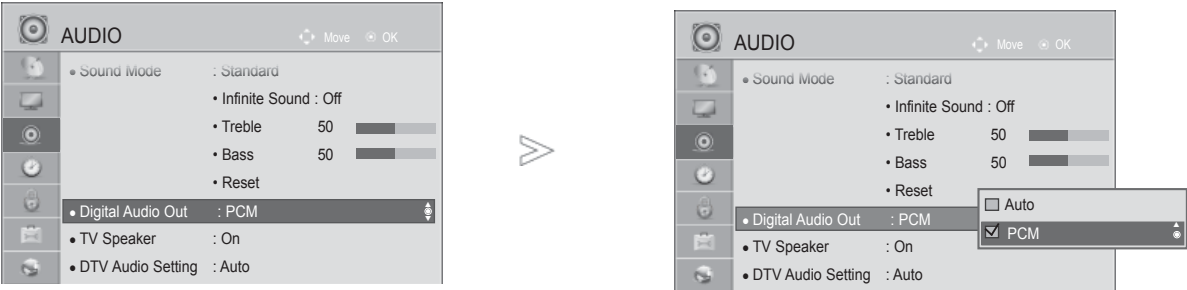 AUDIO Move OK
• Sound Mode : Standard
• Infinite Sound : Off
• Treble 50
• Bass 50
• Reset
• Digital Audio Out : PCM
• TV Speaker : On
• DTV Audio Setting : Auto
AUDIO Move OK
• Sound Mode : Standard
• Infinite Sound : Off
• Treble 50
• Bass 50
• Reset
• Digital Audio Out : PCM
• TV Speaker : On
• DTV Audio Setting : Auto
Auto
PCM